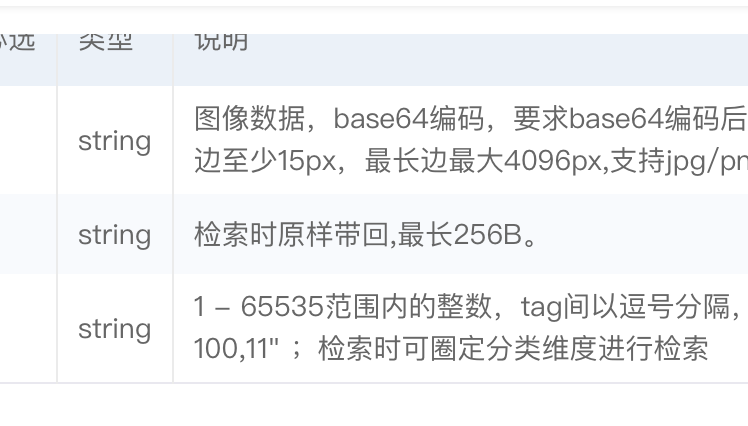 选 类型 说明
string
图像数据，base64编码，要求base64编码后
边至少15px，最长边最大4096px,支持jpg/pn
string
检索时原样带回,最长256B。
string
1 – 65535范围内的整数，tag间以逗号分隔，
100,11" ；检索时可圈定分类维度进行检索